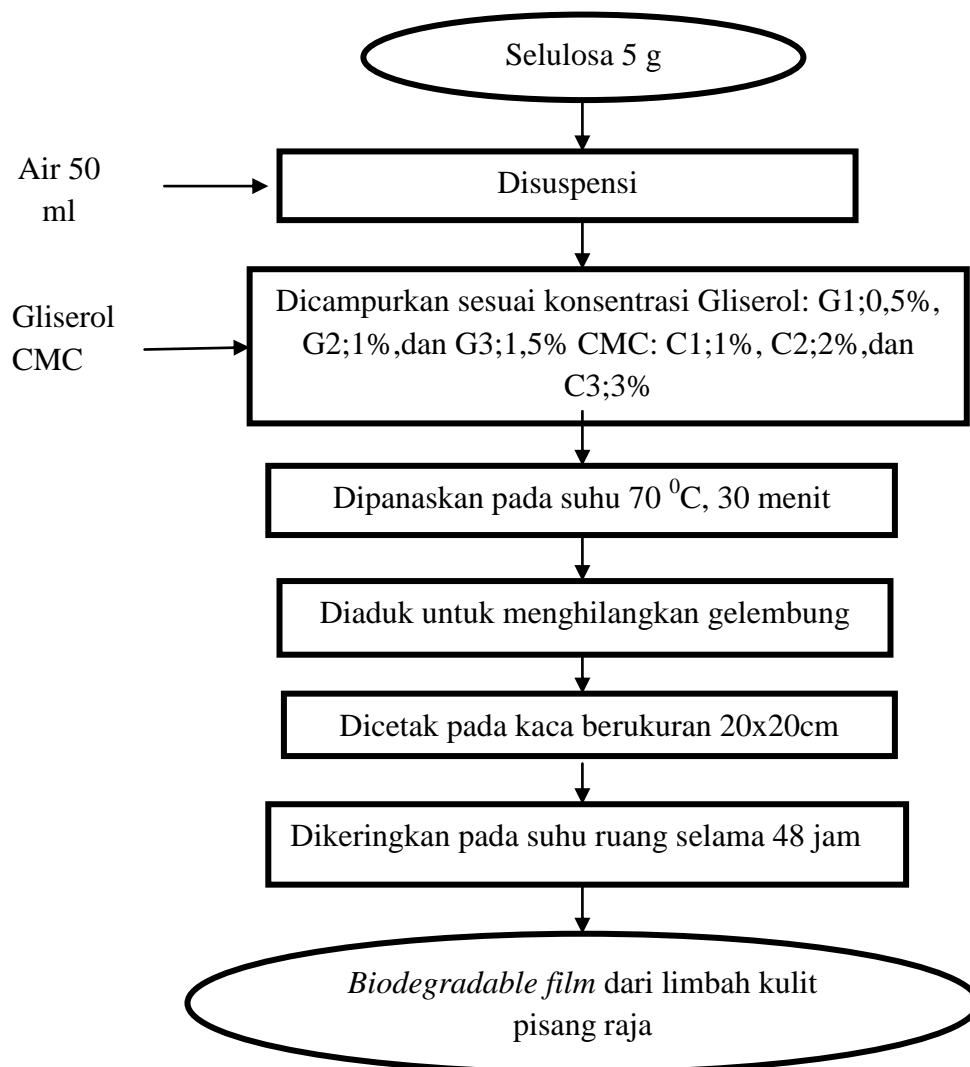 Selulosa 5 g
Air 50
ml
Disuspensi
Gliserol
CMC
Dicampurkan sesuai konsentrasi Gliserol: G1;0,5%,
G2;1%,dan G3;1,5% CMC: C1;1%, C2;2%,dan
C3;3%
Dipanaskan pada suhu 70 ⁰C, 30 menit
Diaduk untuk menghilangkan gelembung
Dicetak pada kaca berukuran 20x20cm
Dikeringkan pada suhu ruang selama 48 jam
Biodegradable film dari limbah kulit
pisang raja